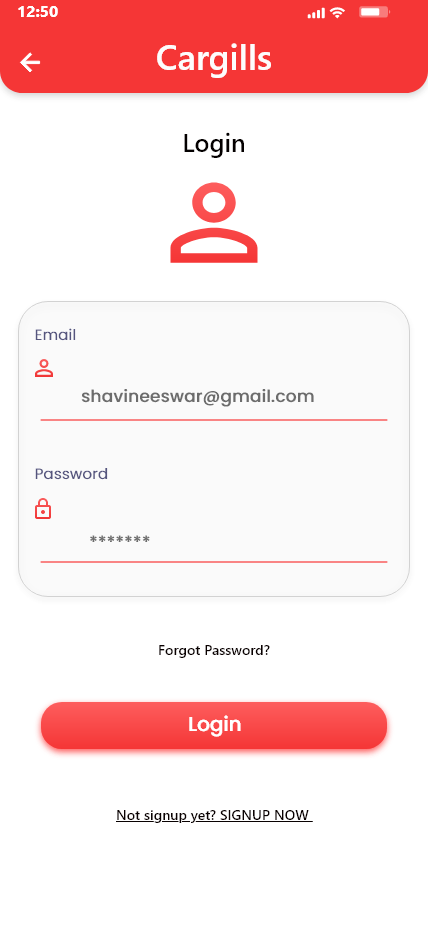 12:50
Cargills
Login
Email
shavineeswar@gmail.com
Password
*******
Forgot Password?
Login
Not signup yet? SIGNUP NOW